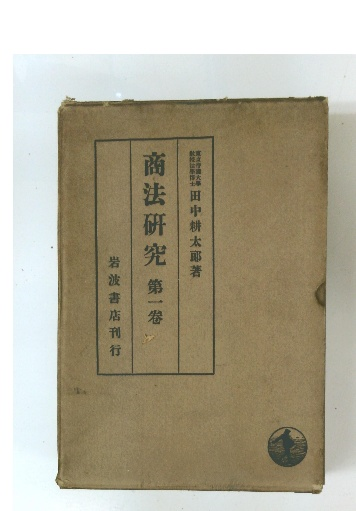 東京帝國大學
教授法學博士
田中耕太郎著
商法研究 第一卷
岩波書店刊行